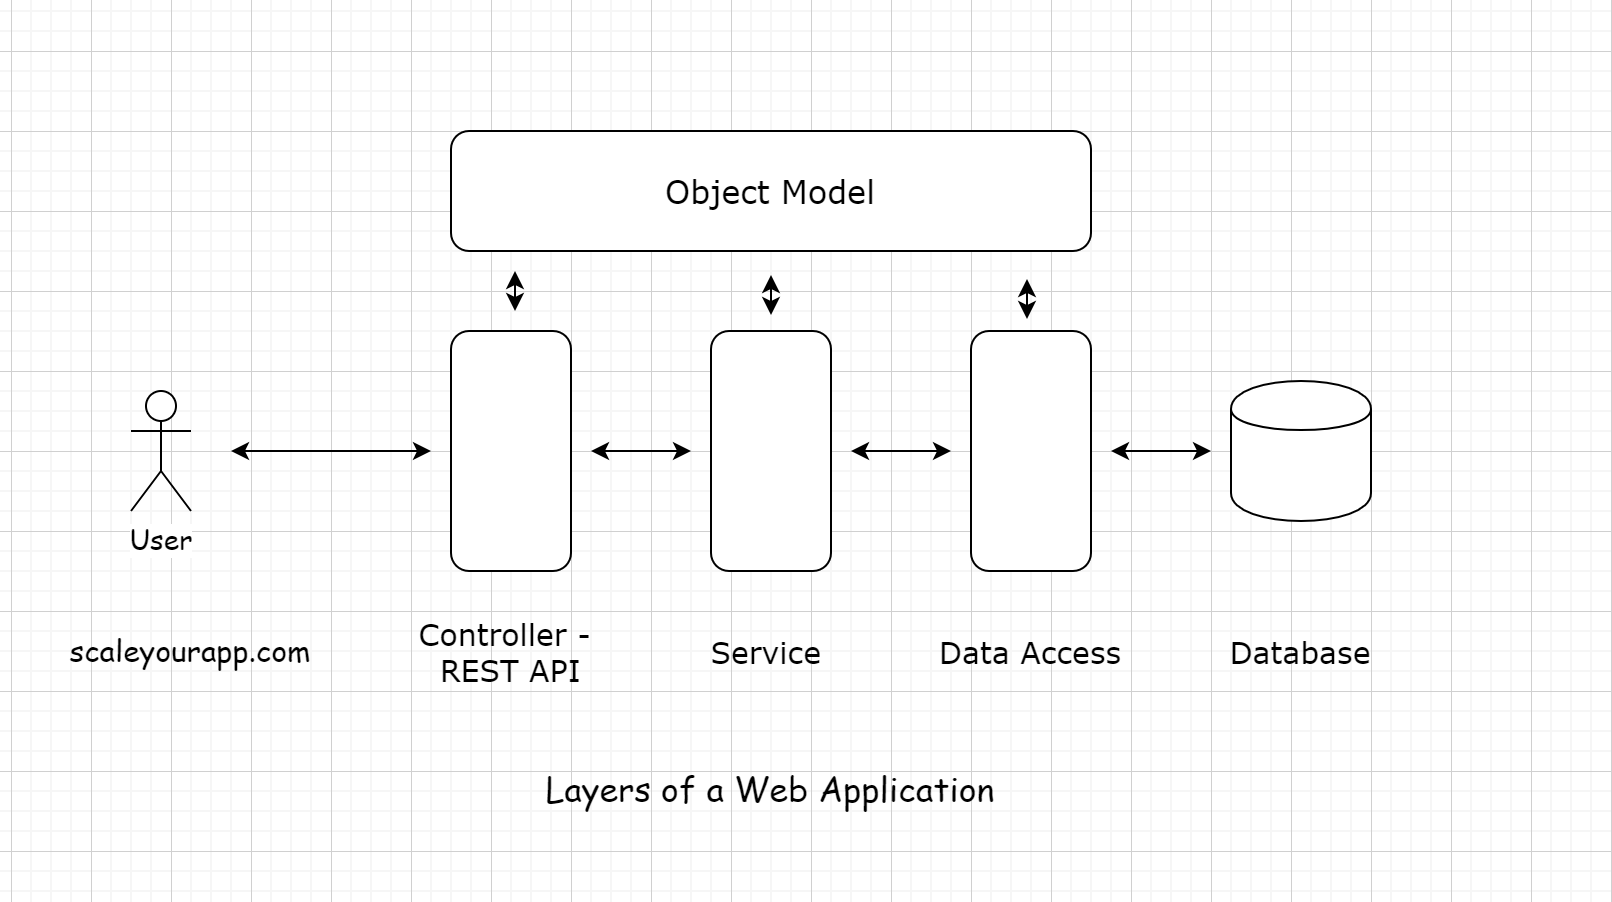 Object Model
User
scaleyourapp.com
Controller -
REST API
Service
Data Access
Database
Layers of a Web Application